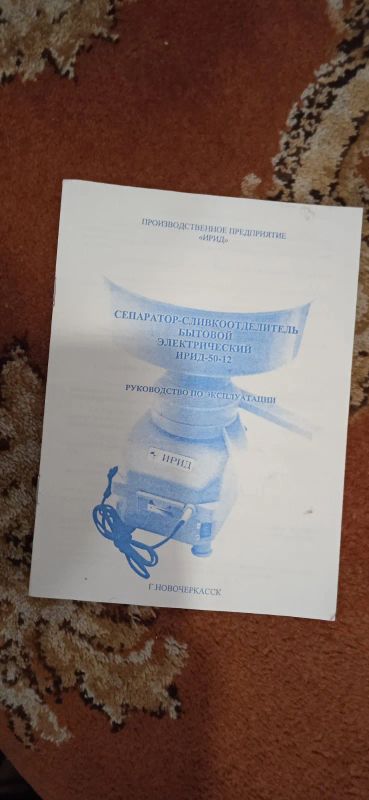 ПРОИЗВОДСТВЕННОЕ ПРЕДПРИЯТИЕ
«ИРИД»
СЕПАРАТОР-СЛИВКООТДЕЛИТЕЛЬ
БЫТОВОЙ
ЭЛЕКТРИЧЕСКИЙ
ИРИД-50-12
РУКОВОДСТВО ПО ЭКСПЛУАТАЦИИ
ИРИД
Г.НОВОЧЕРКАССК